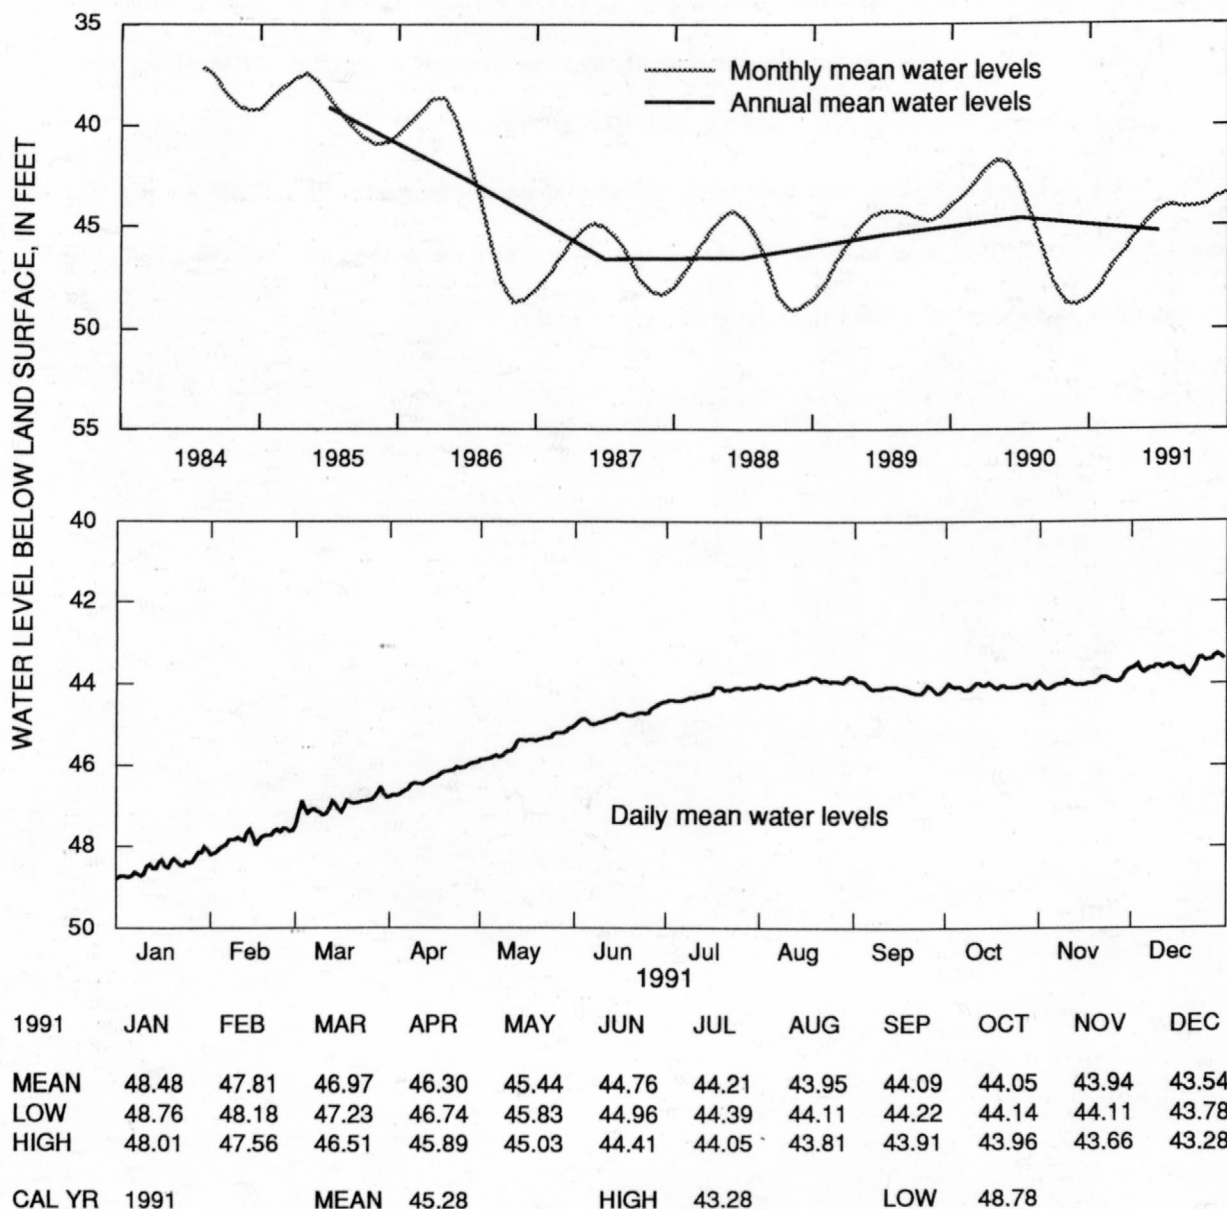 WATER LEVEL BELOW LAND SURFACE, IN FEET
35
40
45
50
55
Monthly mean water levels
Annual mean water levels
1984 1985 1986 1987 1988 1989 1990 1991
40
42
44
46
48
50
Daily mean water levels
Jan Feb Mar Apr May Jun Jul Aug Sep Oct Nov Dec
1991
1991 JAN FEB MAR APR MAY JUN JUL AUG SEP OCT NOV DEC
MEAN 48.48 47.81 46.97 46.30 45.44 44.76 44.21 43.95 44.09 44.05 43.94 43.54
LOW 48.76 48.18 47.23 46.74 45.83 44.96 44.39 44.11 44.22 44.14 44.11 43.78
HIGH 48.01 47.56 46.51 45.89 45.03 44.41 44.05 43.81 43.91 43.96 43.66 43.28
CAL YR 1991 MEAN 45.28 HIGH 43.28 LOW 48.78